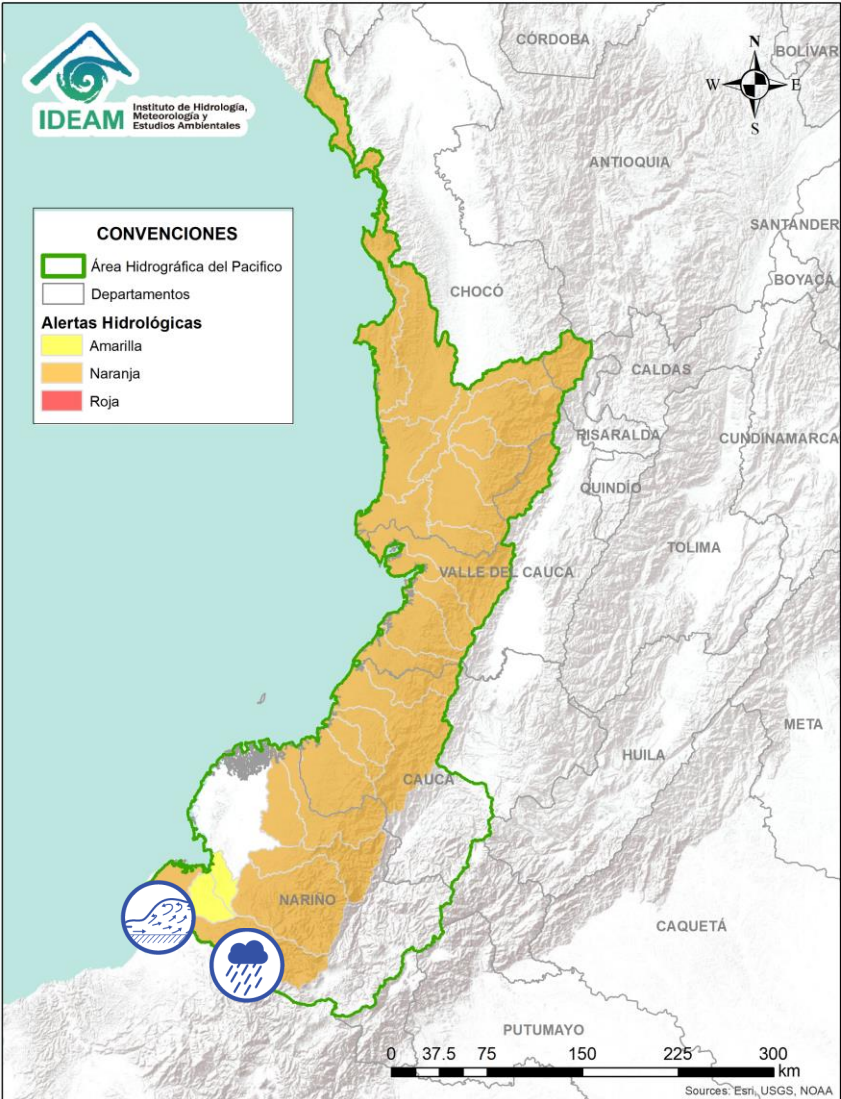 IDEAM
Instituto de Hidrología,
Meteorología y
Estudios Ambientales
N
W
E
S
CÓRDOBA
BOLÍVAR
ANTIOQUIA
SANTANDER
BOYACÁ
CHOCÓ
CALDAS
RISARALDA
CUNDINAMARCA
QUINDÍO
TOLIMA
VALLE DEL CAUCA
META
HUILA
CAUCA
NARIÑO
CAQUETÁ
PUTUMAYO
CONVENCIONES
Área Hidrográfica del Pacifico
Departamentos
Alertas Hidrológicas
Amarilla
Naranja
Roja
0 37.5 75 150 225 300
km
Sources: Esri, USGS, NOAA